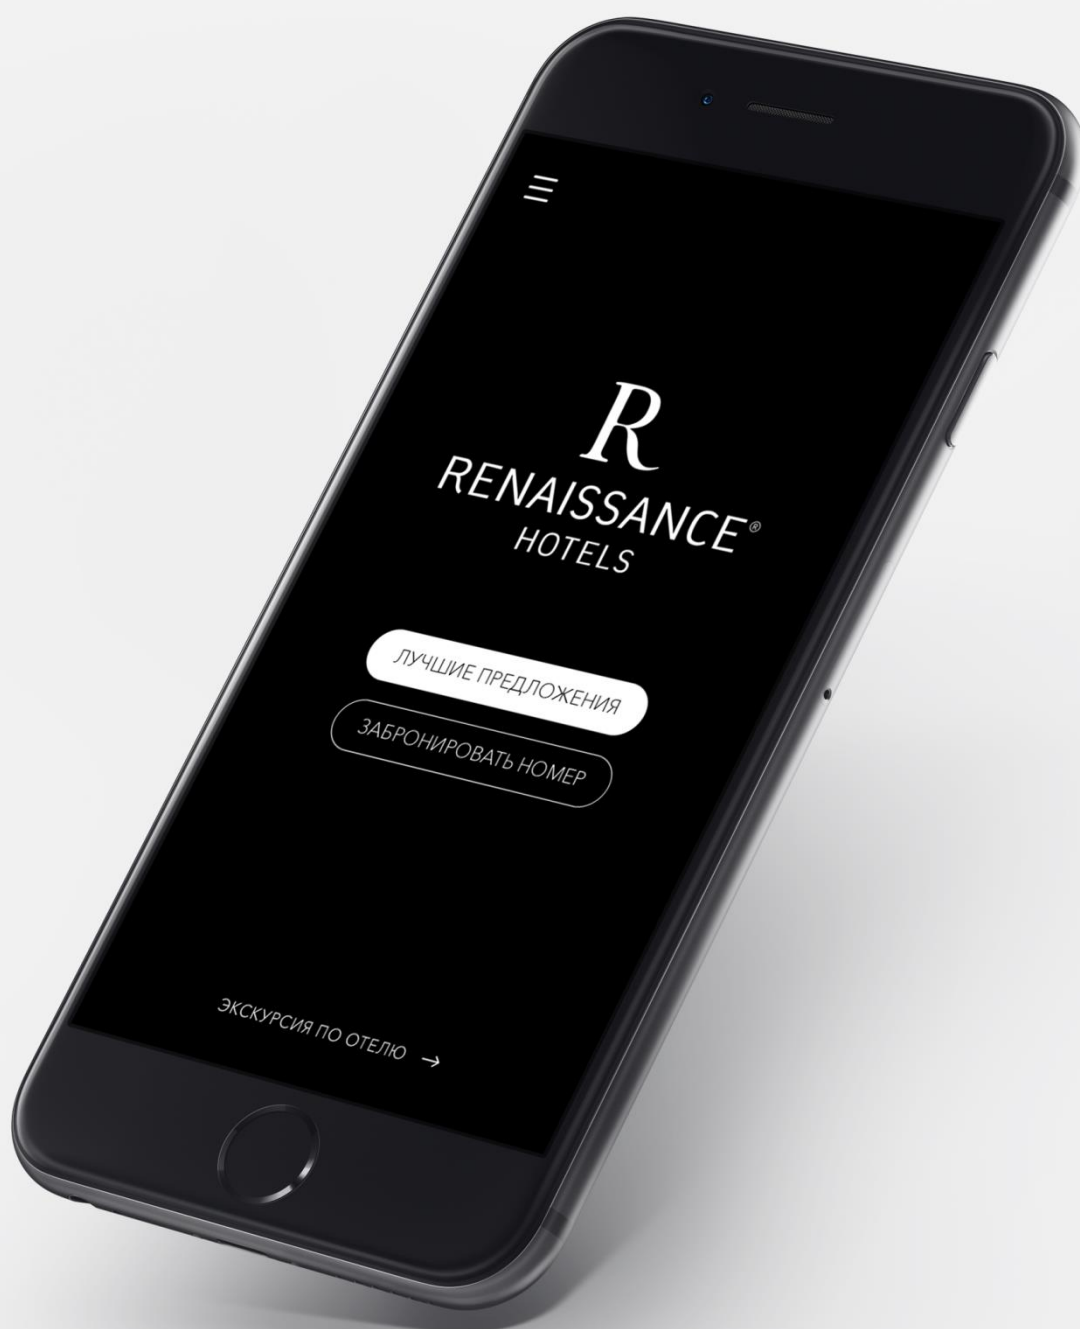 R
RENAISSANCE®
HOTELS
ЛУЧШИЕ ПРЕДЛОЖЕНИЯ
ЗАБРОНИРОВАТЬ НОМЕР
ЭКСКУРСИЯ ПО ОТЕЛЮ →